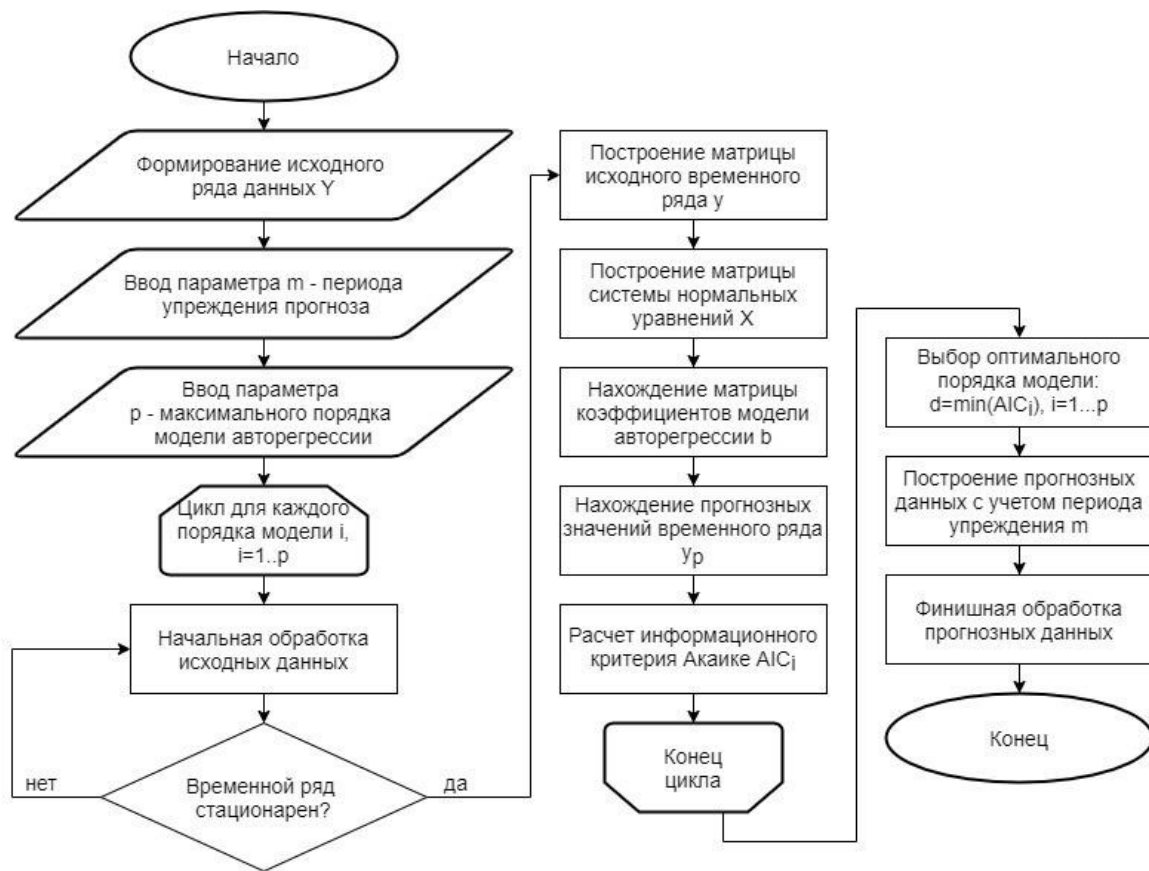 Начало
Формирование исходного
ряда данных Y
Ввод параметра m - периода
упреждения прогноза
Ввод параметра
p - максимального порядка
модели авторегрессии
Цикл для каждого
порядка модели i,
i=1..p
Начальная обработка
исходных данных
Временной ряд
стационарен?
нет
да
Построение матрицы
исходного временного
ряда y
Построение матрицы
системы нормальных
уравнений X
Нахождение матрицы
коэффициентов модели
авторегрессии b
Нахождение прогнозных
значений временного ряда
yp
Расчет информационного
критерия Акаике AICi
Конец
цикла
Выбор оптимального
порядка модели:
d=min(AICi), i=1...p
Построение прогнозных
данных с учетом периода
упреждения m
Финишная обработка
прогнозных данных
Конец